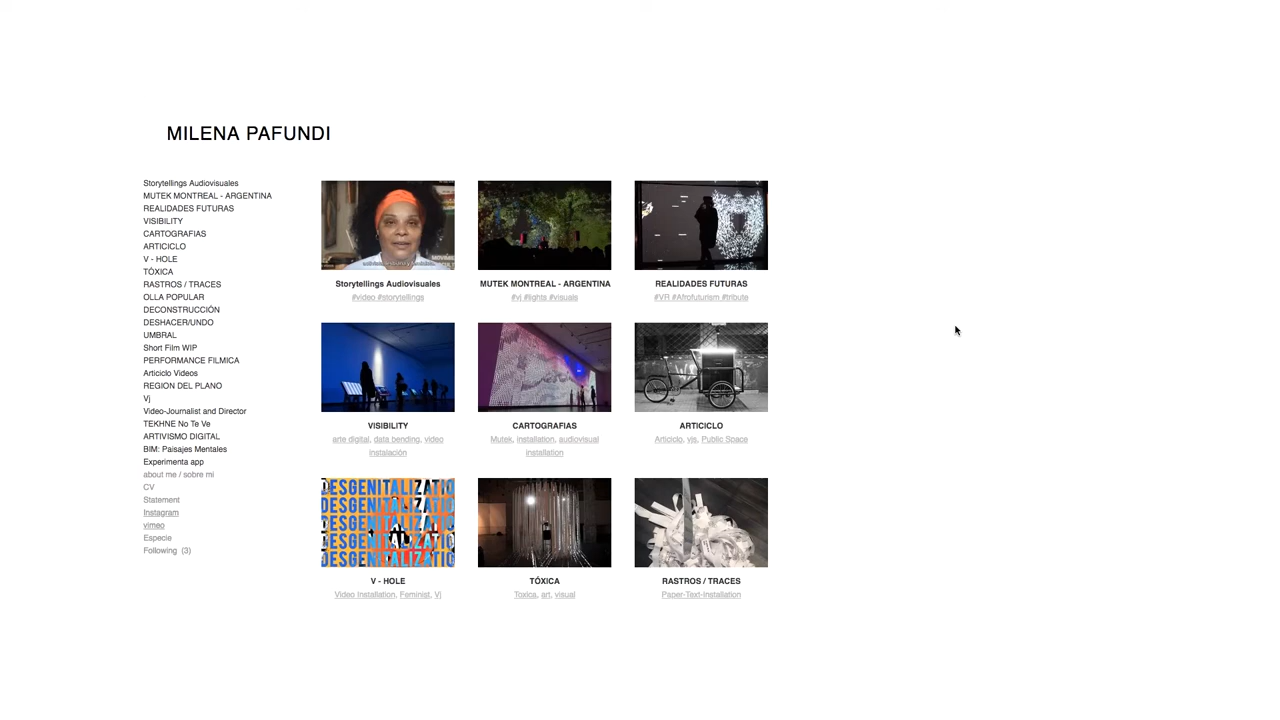 MILENA PAFUNDI
Storytellings Audiovisuales
MUTEK MONTREAL - ARGENTINA
REALIDADES FUTURAS
VISIBILITY
CARTOGRAFIAS
ARTICICLO
V - HOLE
TÓXICA
RASTROS / TRACES
OLLA POPULAR
DECONSTRUCCIÓN
DESHACER/UNDO
UMBRAL
Short Film WIP
PERFORMANCE FILMICA
Articiclo Videos
REGION DEL PLANO
Vj
Video-Journalist and Director
TEKHNE No Te Ve
ARTIVISMO DIGITAL
BIM: Paisajes Mentales
Experimenta app
about me / sobre mi
CV
Statement
Instagram
vimeo
Especie
Following (3)
Storytellings Audiovisuales
#video #storytellings
MUTEK MONTREAL - ARGENTINA
#vj #lights #visuals
REALIDADES FUTURAS
#VR #Afrofuturism #tribute
VISIBILITY
arte digital, data bending, video
instalación
CARTOGRAFIAS
Mutek, installation, audiovisual
installation
ARTICICLO
Articiclo, vjs, Public Space
DESGENITALIZATIO
DESGENITALIZATIO
DESGENITALIZATIO
DESGENITALIZATIO
DESGENITALIZATIO
V - HOLE
Video Installation, Feminist, Vj
TÓXICA
Toxica, art, visual
RASTROS / TRACES
Paper-Text-Installation